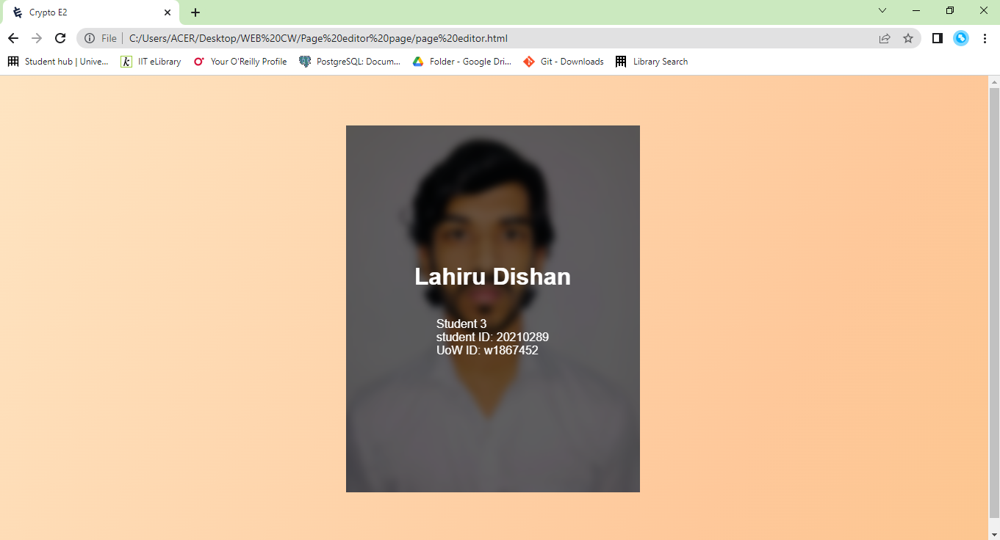 Crypto E2
File
C:/Users/ACER/Desktop/WEB%20CW/Page%20editor%20page/page%20editor.html
Student hub | Unive...
IIT eLibrary
Your O'Reilly Profile
PostgreSQL: Docum...
Folder - Google Dri...
Git - Downloads
Library Search
Lahiru Dishan
Student 3
student ID: 20210289
UoW ID: w1867452